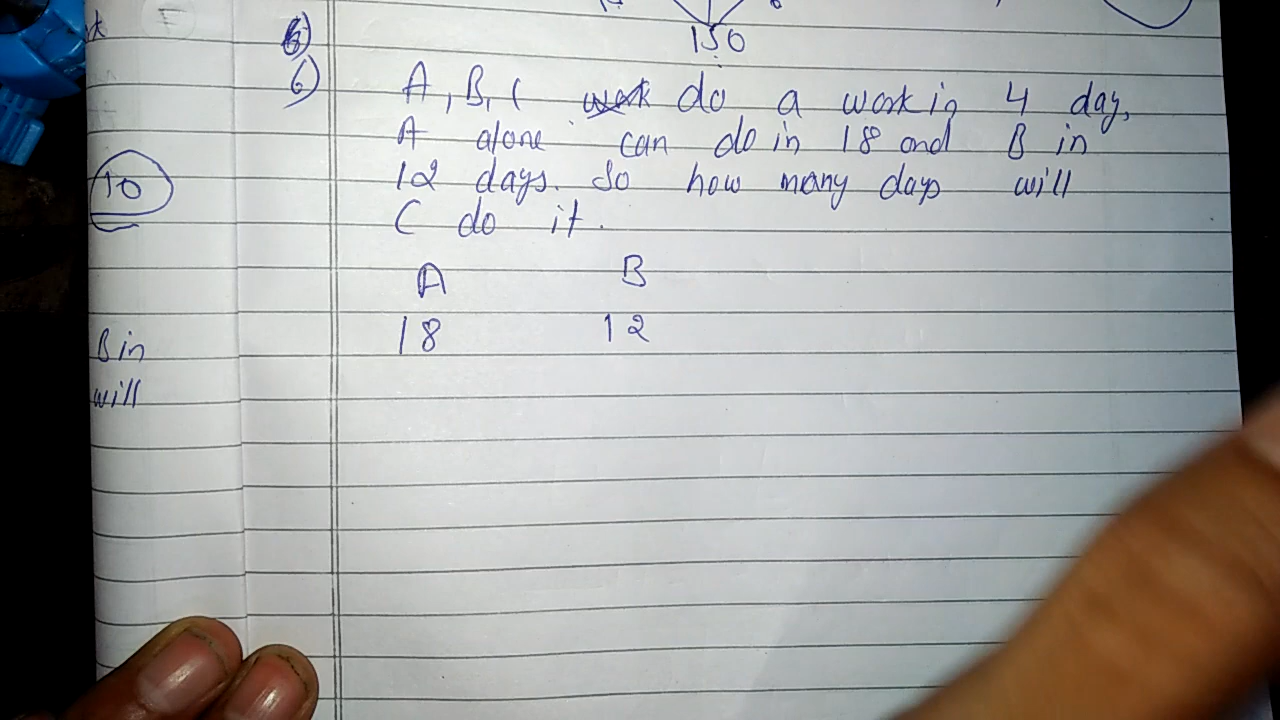 150
6)
A, B, C do a work in 4 day,
A alone can do in 18 and B in
12 days. So how many days will
C do it.
10
A B
18 12
B in
will